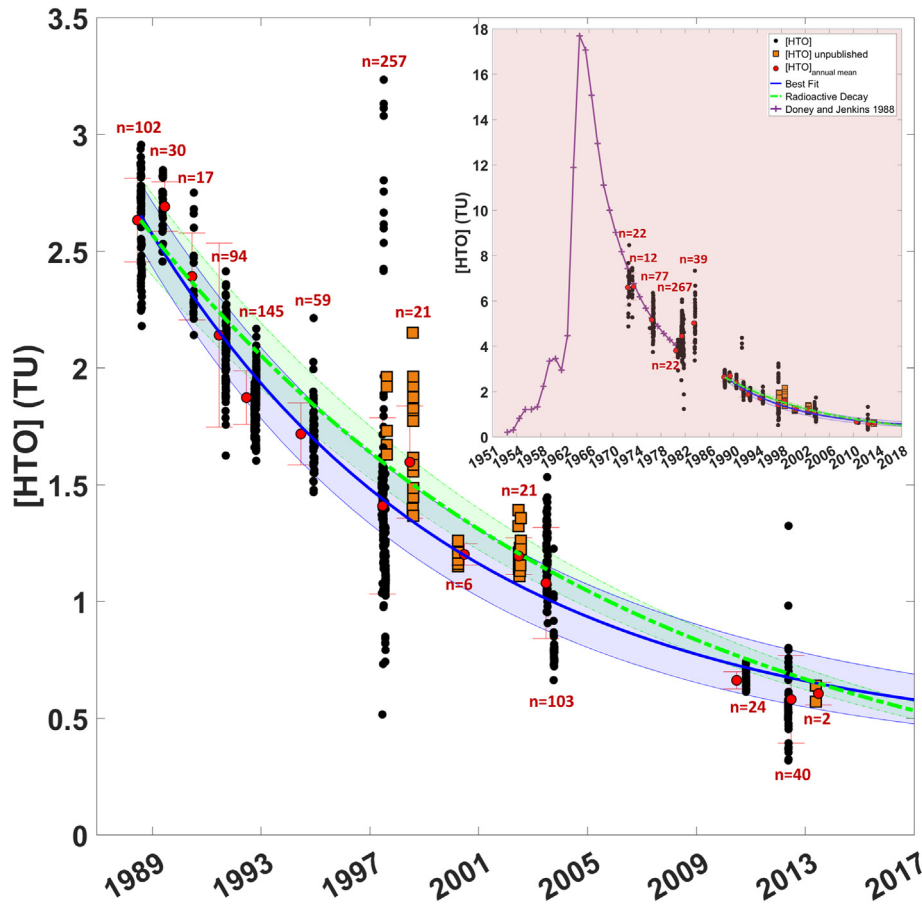 3.5
3
2.5
2
1.5
1
0.5
0
[HTO] (TU)
1989
1993
1997
2001
2005
2009
2013
2017
n=102
n=30
n=17
n=94
n=145
n=59
n=257
n=21
n=6
n=21
n=103
n=24
n=2
n=40
18
16
14
12
10
8
6
4
2
0
[HTO] (TU)
1951
1954
1956
1958
1962
1966
1970
1974
1978
1982
1986
1990
1994
1998
2002
2006
2010
2014
2018
n=22
n=12
n=77
n=267
n=39
n=22
[HTO]
[HTO] unpublished
[HTO]annual mean
Best Fit
Radioactive Decay
Doney and Jenkins 1988